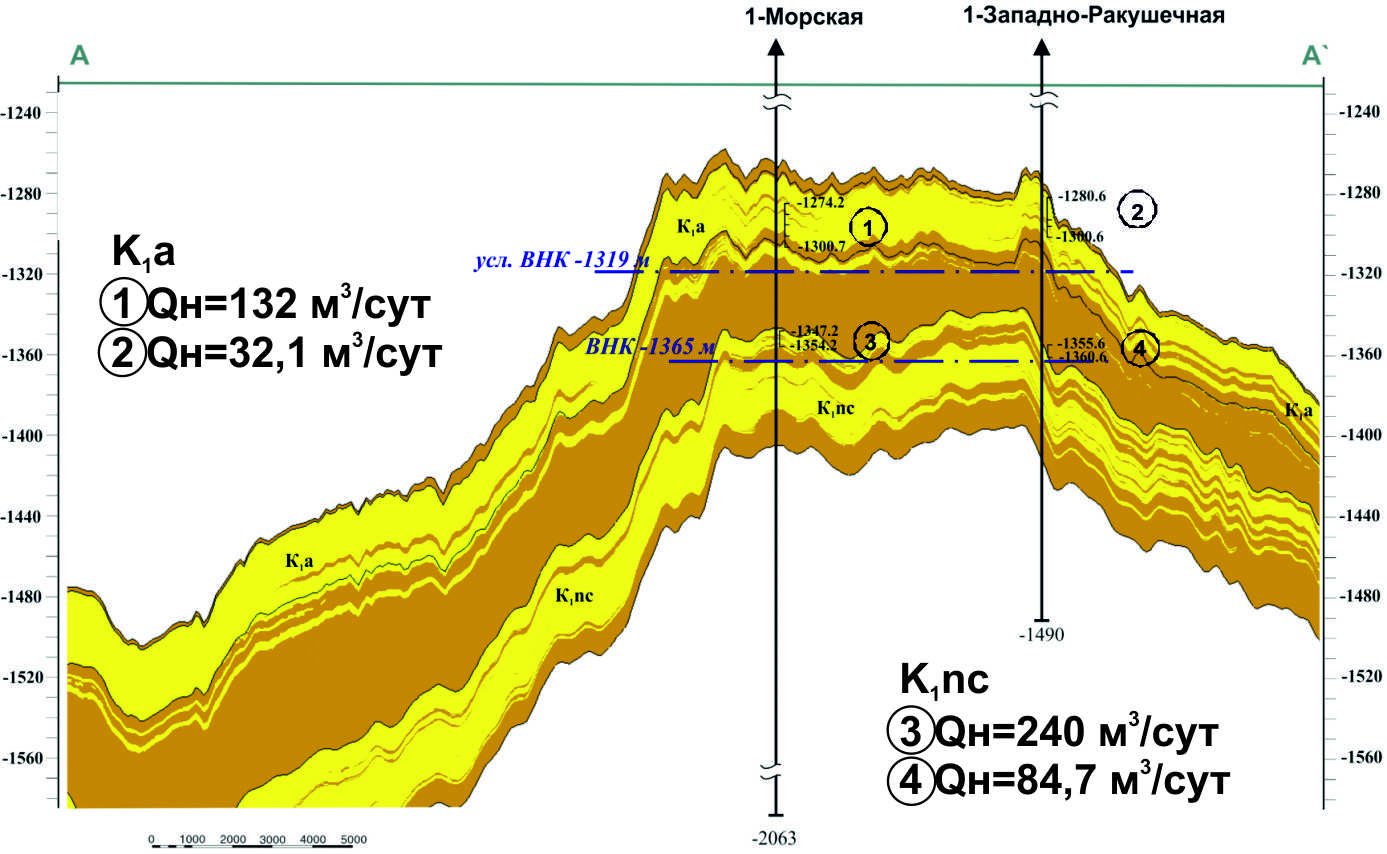 1-Морская
1-Западно-Ракушечная
A
A`
-1240
-1280
-1320
-1360
-1400
-1440
-1480
-1520
-1560
-1240
-1280
-1320
-1360
-1400
-1440
-1480
-1520
-1560
K₁a
1 Qн=132 м³/сут
2 Qн=32,1 м³/сут
K₁a
-1274.2
-1300.7
1
-1280.6
-1300.6
2
усл. ВНК -1319 м
ВНК -1365 м
-1347.2
-1354.2
3
-1355.6
-1360.6
4
K₁nc
K₁a
K₁a
K₁nc
-1490
K₁nc
3 Qн=240 м³/сут
4 Qн=84,7 м³/сут
0 1000 2000 3000 4000 5000
-2063